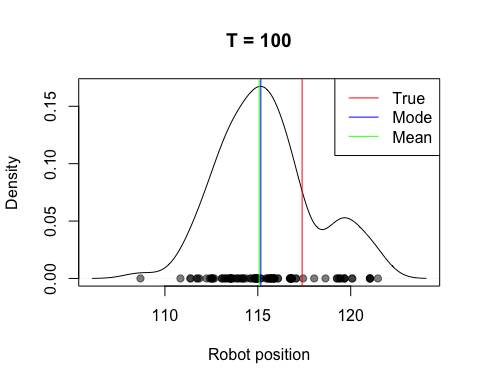 T = 100
True
Mode
Mean
Density
0.00 0.05 0.10 0.15
110 115 120
Robot position